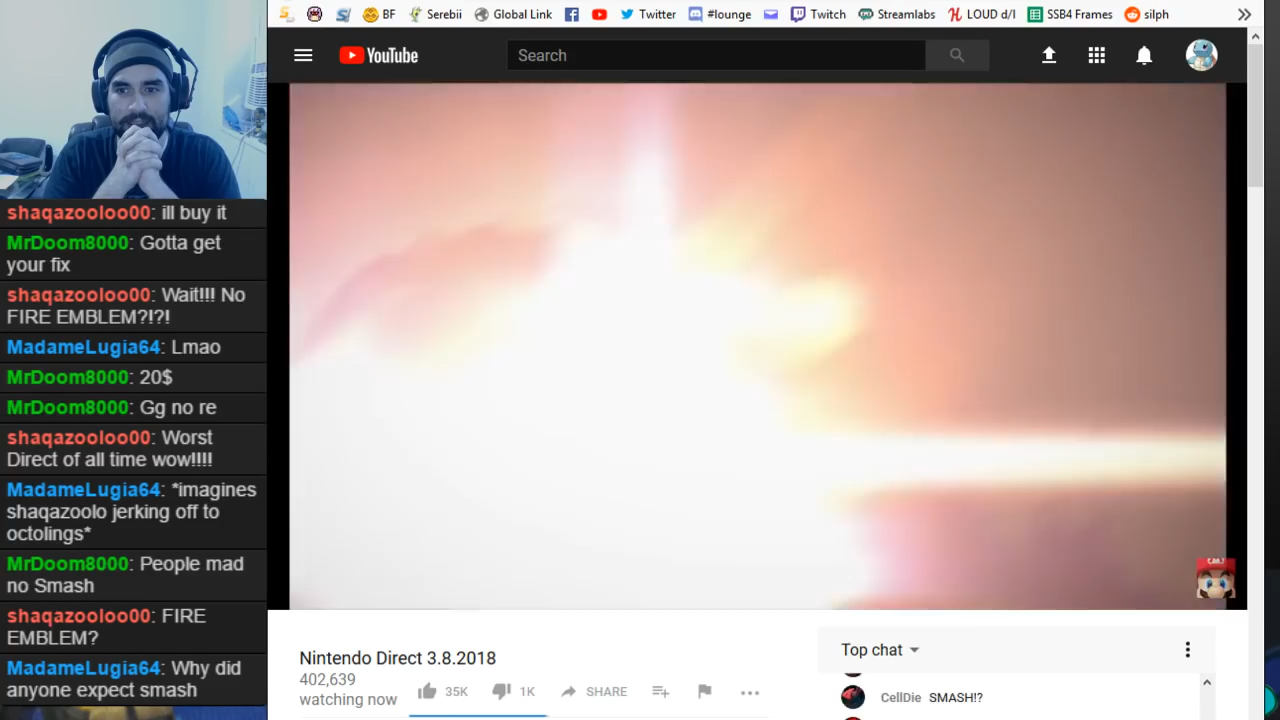 BF
Serebii
Global Link
Twitter
#lounge
Twitch
Streamlabs
LOUD d/l
SSB4 Frames
silph
YouTube
Search
shaqazooloo00: ill buy it
MrDoom8000: Gotta get
your fix
shaqazooloo00: Wait!!! No
FIRE EMBLEM?!?!
MadameLugia64: Lmao
MrDoom8000: 20$
MrDoom8000: Gg no re
shaqazooloo00: Worst
Direct of all time wow!!!!
MadameLugia64: *imagines
shaqazoolo jerking off to
octolings*
MrDoom8000: People mad
no Smash
shaqazooloo00: FIRE
EMBLEM?
MadameLugia64: Why did
anyone expect smash
Nintendo Direct 3.8.2018
402,639
watching now
35K
1K
SHARE
Top chat
CellDie SMASH!?